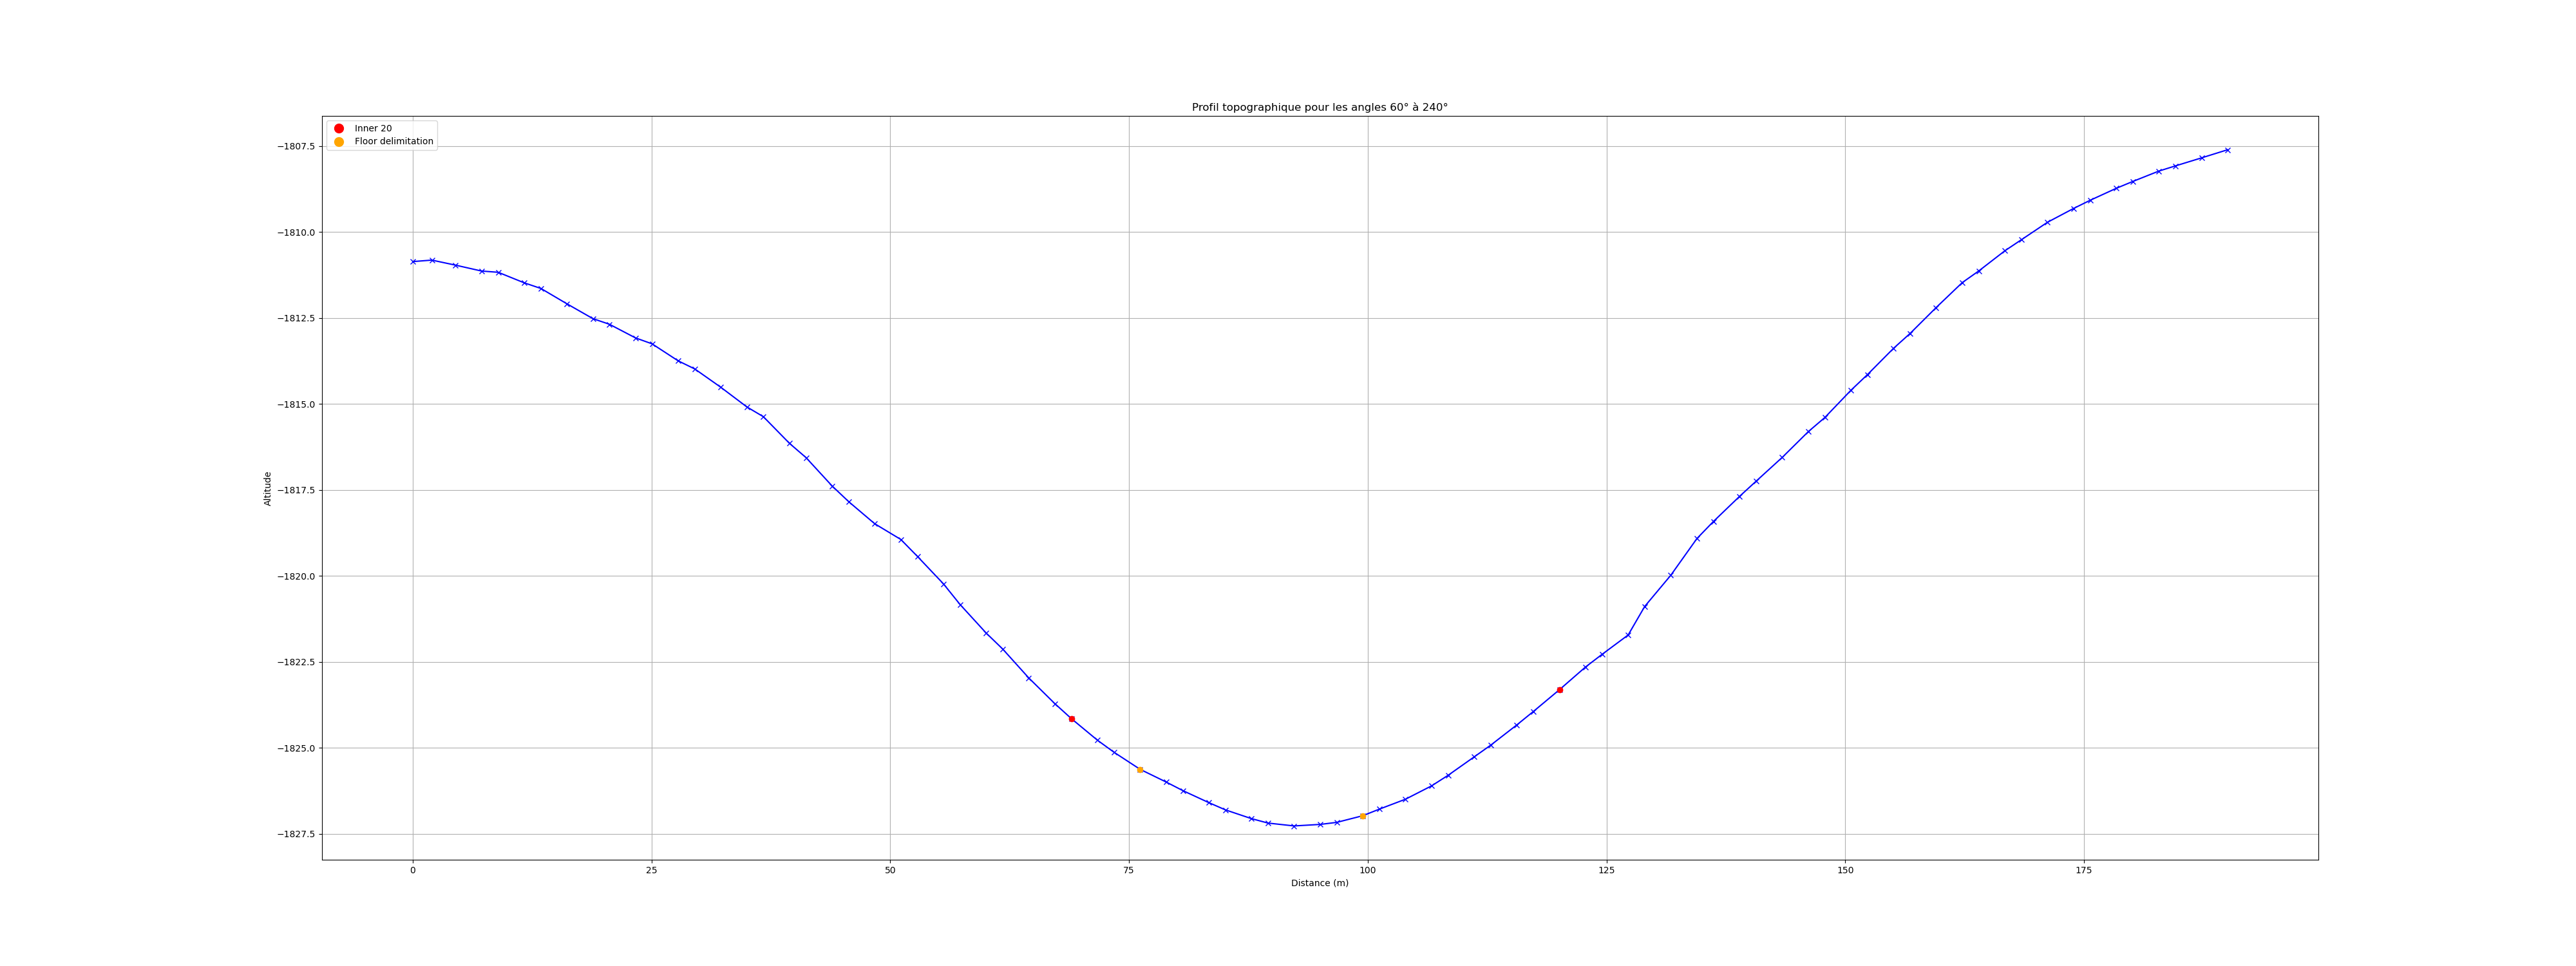 Profil topographique pour les angles 60° à 240°
Inner 20
Floor delimitation
−1807.5
−1810.0
−1812.5
−1815.0
−1817.5
−1820.0
−1822.5
−1825.0
−1827.5
Altitude
0 25 50 75 100 125 150 175
Distance (m)